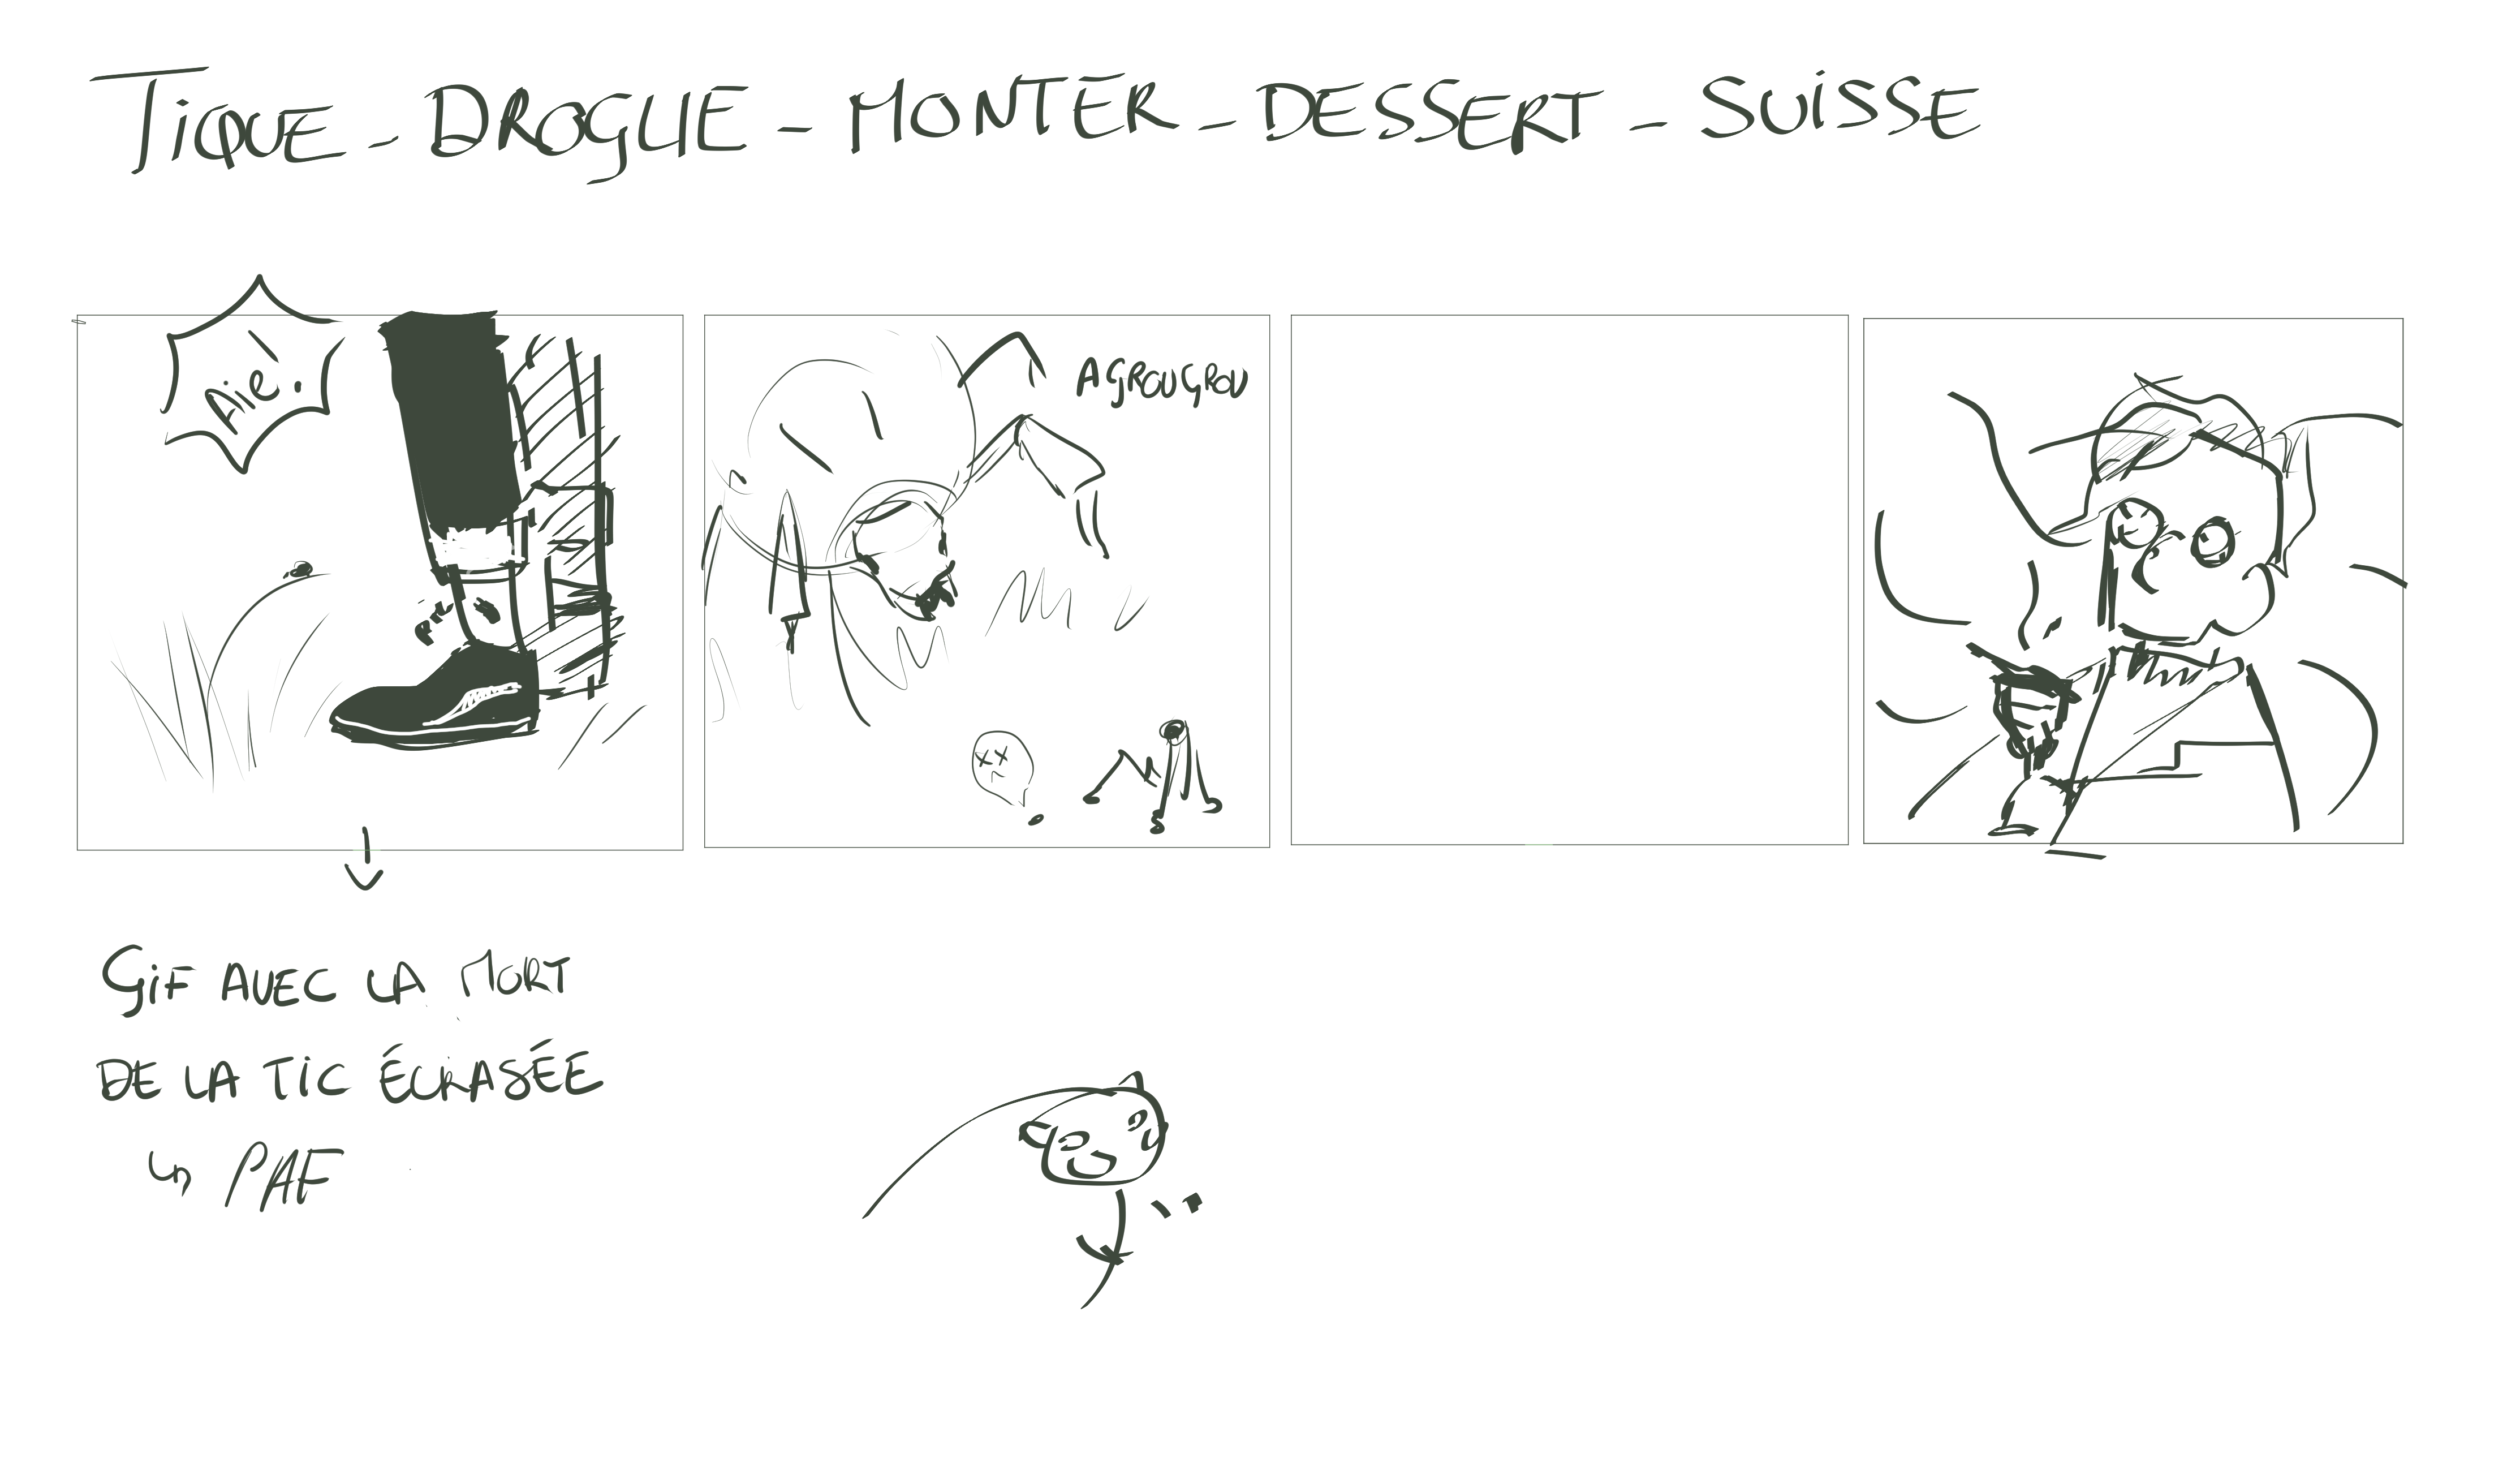 TiQUE - DROGUE - MONTER - DESSERT - SUiSSE
Aïe!
AGROUGROU
GiF AVEC LA MORT
DE LA TiC ÉCRASÉE
↳ PAF